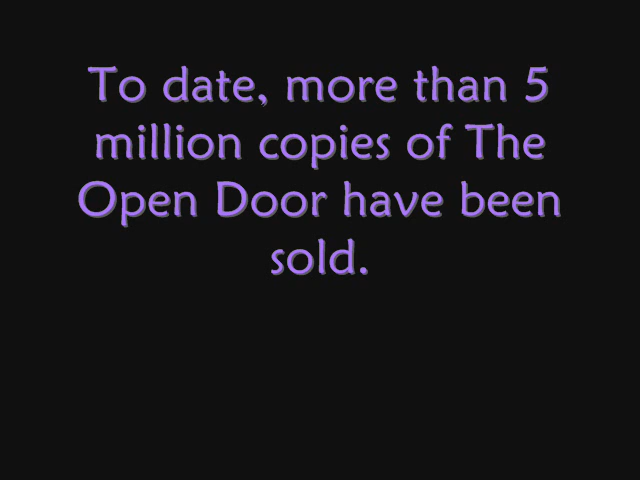 To date, more than 5
million copies of The
Open Door have been
sold.